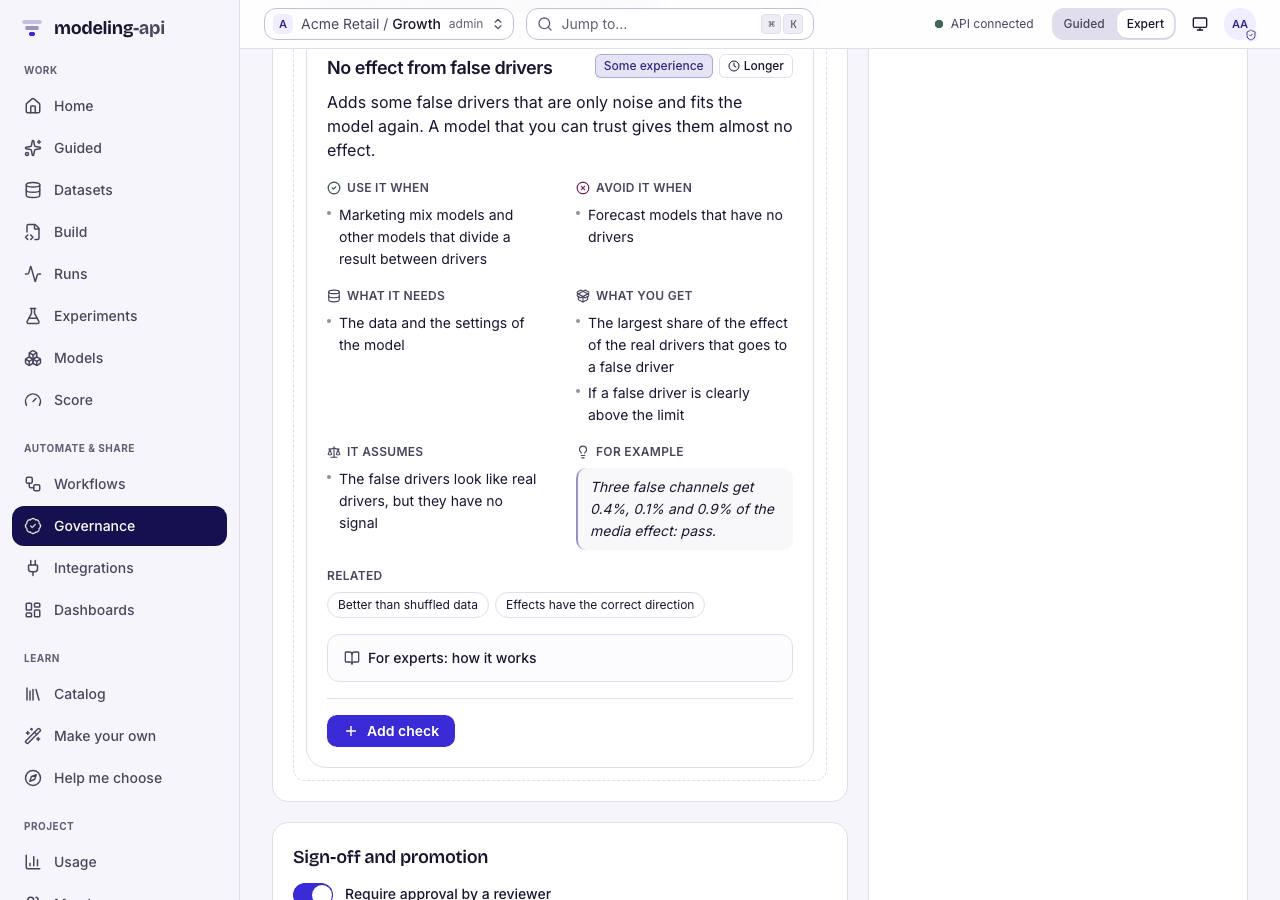 modeling-api
A
Acme Retail / Growth admin
Jump to...
⌘ K
API connected
Guided
Expert
AA
WORK
Home
Guided
Datasets
Build
Runs
Experiments
Models
Score
AUTOMATE & SHARE
Workflows
Governance
Integrations
Dashboards
LEARN
Catalog
Make your own
Help me choose
PROJECT
Usage
No effect from false drivers
Some experience
Longer
Adds some false drivers that are only noise and fits the
model again. A model that you can trust gives them almost no
effect.
USE IT WHEN
Marketing mix models and
other models that divide a
result between drivers
AVOID IT WHEN
Forecast models that have no
drivers
WHAT IT NEEDS
The data and the settings of
the model
WHAT YOU GET
The largest share of the effect
of the real drivers that goes to
a false driver
If a false driver is clearly
above the limit
IT ASSUMES
The false drivers look like real
drivers, but they have no
signal
FOR EXAMPLE
Three false channels get
0.4%, 0.1% and 0.9% of the
media effect: pass.
RELATED
Better than shuffled data
Effects have the correct direction
For experts: how it works
Add check
Sign-off and promotion
Require approval by a reviewer